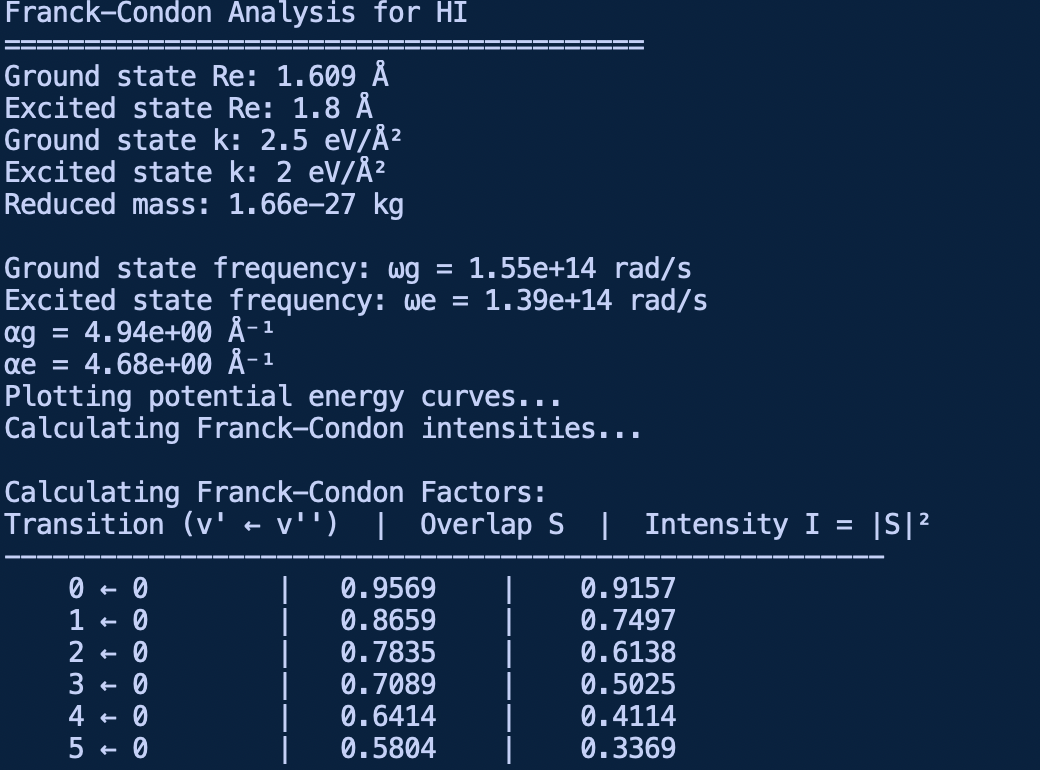 Franck–Condon Analysis for HI
========================================
Ground state Re: 1.609 Å
Excited state Re: 1.8 Å
Ground state k: 2.5 eV/Å²
Excited state k: 2 eV/Å²
Reduced mass: 1.66e–27 kg
Ground state frequency: ωg = 1.55e+14 rad/s
Excited state frequency: ωe = 1.39e+14 rad/s
αg = 4.94e+00 Å⁻¹
αe = 4.68e+00 Å⁻¹
Plotting potential energy curves...
Calculating Franck–Condon intensities...
Calculating Franck–Condon Factors:
Transition (v' ← v'')  |  Overlap S  |  Intensity I = |S|²
–––––––––––––––––––––––––––––––––––––––––––––––––––––––
0 ← 0 | 0.9569 | 0.9157
1 ← 0 | 0.8659 | 0.7497
2 ← 0 | 0.7835 | 0.6138
3 ← 0 | 0.7089 | 0.5025
4 ← 0 | 0.6414 | 0.4114
5 ← 0 | 0.5804 | 0.3369